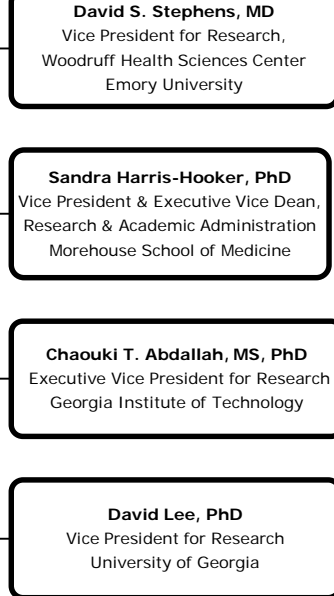 David S. Stephens, MD
Vice President for Research,
Woodruff Health Sciences Center
Emory University
Sandra Harris-Hooker, PhD
Vice President & Executive Vice Dean,
Research & Academic Administration
Morehouse School of Medicine
Chaouki T. Abdallah, MS, PhD
Executive Vice President for Research
Georgia Institute of Technology
David Lee, PhD
Vice President for Research
University of Georgia